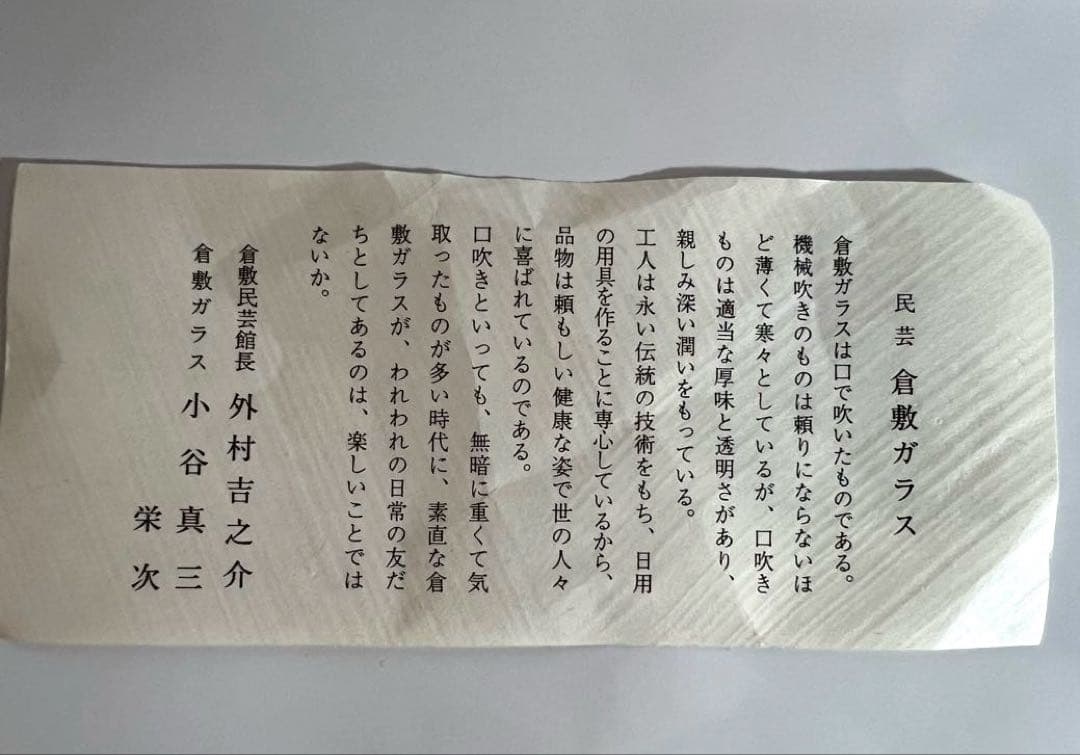 民芸 倉敷ガラス
倉敷ガラスは口で吹いたものである。
機械吹きのものは頼りにならないほ
ど薄くて寒々としているが、口吹き
ものは適当な厚味と透明さがあり、
親しみ深い潤いをもっている。
工人は永い伝統の技術をもち、日用
の用具を作ることに専心しているから、
品物は頼もしい健康な姿で世の人々
に喜ばれているのである。
口吹きといっても、無暗に重くて気
取ったものが多い時代に、素直な倉
敷ガラスが、われわれの日常の友だ
ちとしてあるのは、楽しいことでは
ないか。
倉敷民芸館長 外村吉之介
倉敷ガラス 小谷真三
栄次